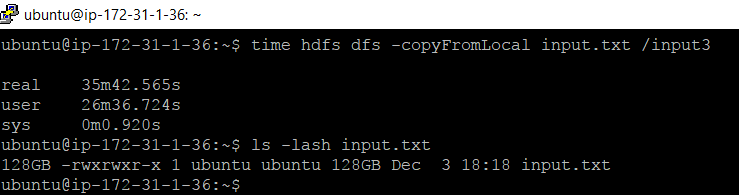 ubuntu@ip-172-31-1-36: ~
ubuntu@ip-172-31-1-36:~$ time hdfs dfs -copyFromLocal input.txt /input3
real    35m42.565s
user    26m36.724s
sys     0m0.920s
ubuntu@ip-172-31-1-36:~$ ls -lash input.txt
128GB -rwxrwxr-x 1 ubuntu ubuntu 128GB Dec  3 18:18 input.txt
ubuntu@ip-172-31-1-36:~$